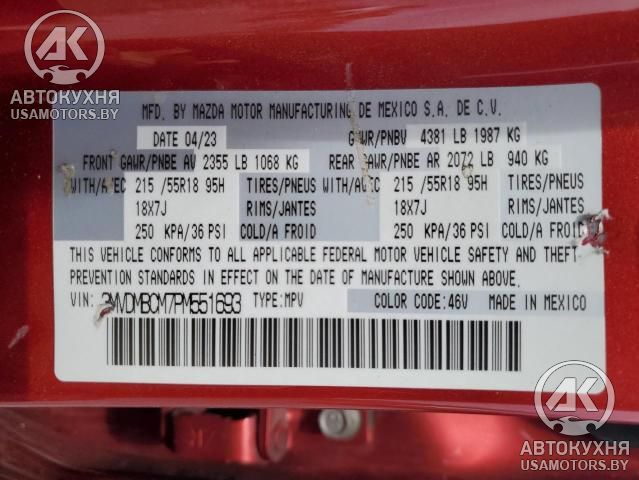 АК
АВТОКУХНЯ
USAMOTORS.BY
MFD. BY MAZDA MOTOR MANUFACTURING DE MEXICO S.A. DE C.V.
DATE 04/23 GVWR/PNBV 4381 LB 1987 KG
FRONT GAWR/PNBE AV 2355 LB 1068 KG REAR GAWR/PNBE AR 2072 LB 940 KG
WITH/AVEC 215 /55R18 95H TIRES/PNEUS WITH/AVEC 215 /55R18 95H TIRES/PNEUS
18X7J RIMS/JANTES 18X7J RIMS/JANTES
250 KPA/36 PSI COLD/A FROID 250 KPA/36 PSI COLD/A FROID
THIS VEHICLE CONFORMS TO ALL APPLICABLE FEDERAL MOTOR VEHICLE SAFETY AND THEFT
PREVENTION STANDARDS IN EFFECT ON THE DATE OF MANUFACTURE SHOWN ABOVE.
VIN: 3MVDMBCM7PM551693 TYPE:MPV COLOR CODE:46V MADE IN MEXICO
АК
АВТОКУХНЯ
USAMOTORS.BY